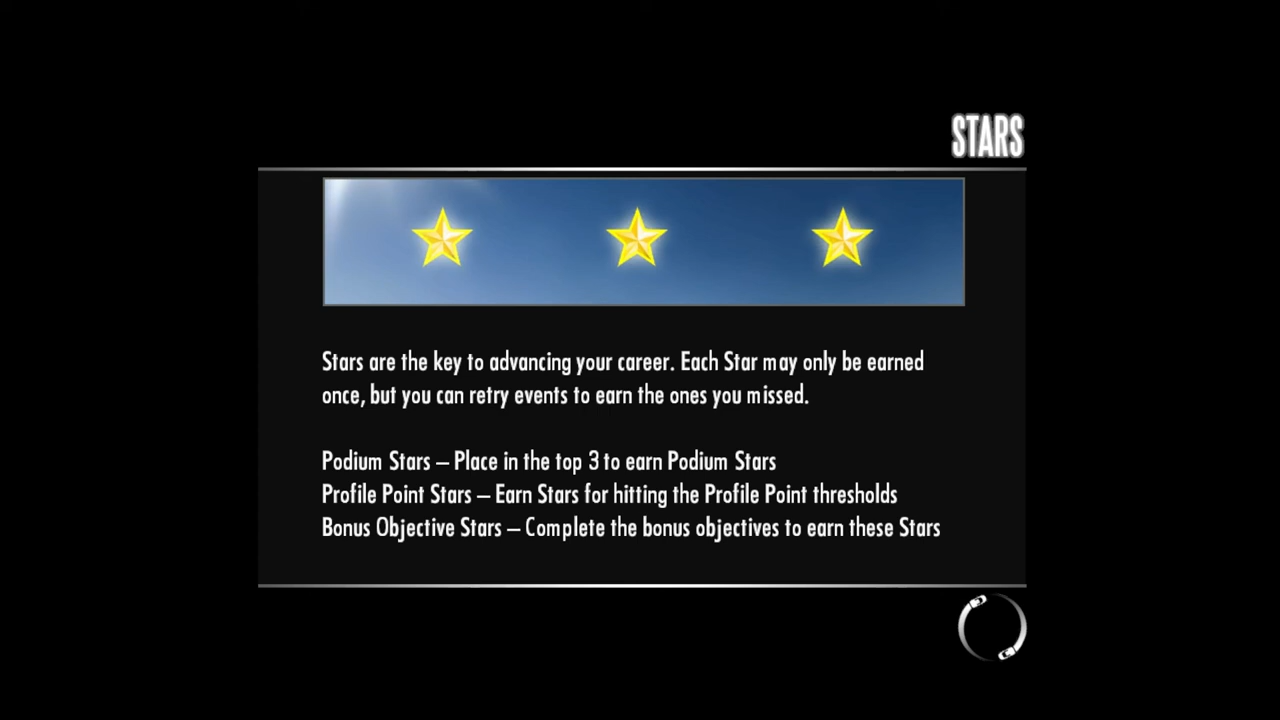 STARS
Stars are the key to advancing your career. Each Star may only be earned
once, but you can retry events to earn the ones you missed.
Podium Stars – Place in the top 3 to earn Podium Stars
Profile Point Stars – Earn Stars for hitting the Profile Point thresholds
Bonus Objective Stars – Complete the bonus objectives to earn these Stars